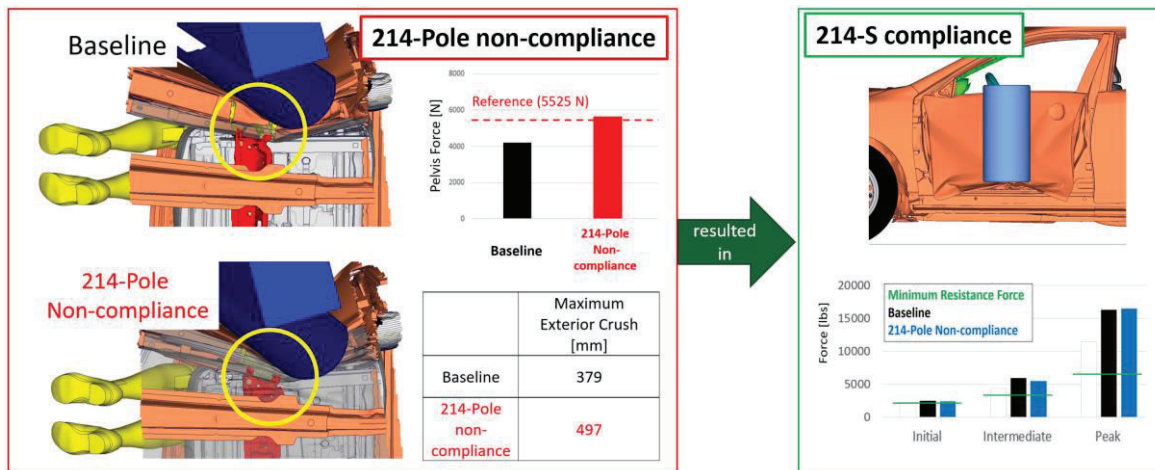 Baseline
214-Pole non-compliance
8000
6000
4000
2000
0
Pelvis Force [N]
Reference (5525 N)
Baseline
214-Pole
Non-
compliance
214-Pole
Non-compliance
Maximum
Exterior Crush
[mm]
Baseline
379
214-Pole
non-
compliance
497
resulted
in
214-S compliance
20000
15000
10000
5000
0
Force [lbs]
Minimum Resistance Force
Baseline
214-Pole Non-compliance
Initial
Intermediate
Peak